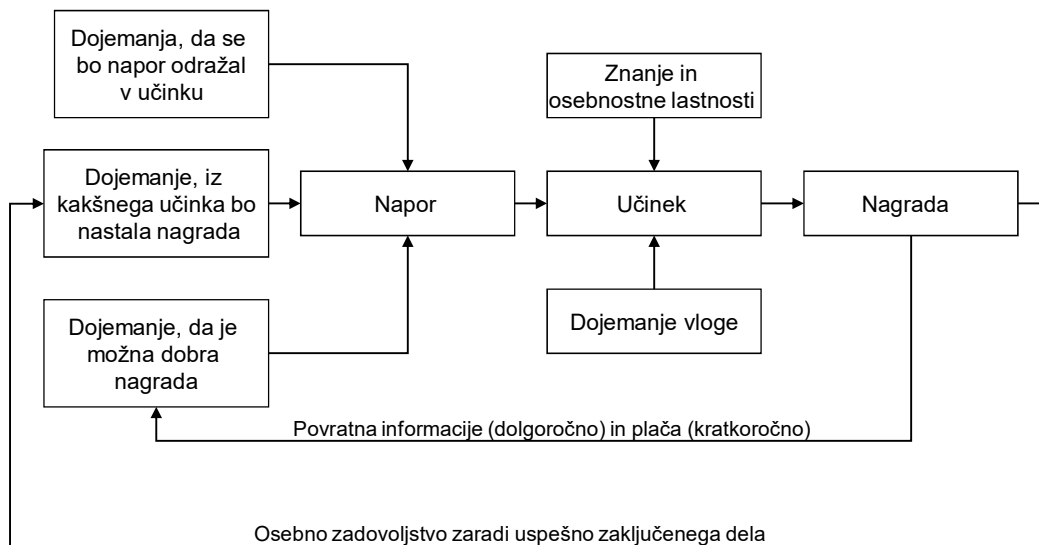 Dojemanja, da se
bo napor odražal
v učinku
Znanje in
osebnostne lastnosti
Dojemanje, iz
kakšnega učinka bo
nastala nagrada
Napor
Učinek
Nagrada
Dojemanje, da je
možna dobra
nagrada
Dojemanje vloge
Povratna informacije (dolgoročno) in plača (kratkoročno)
Osebno zadovoljstvo zaradi uspešno zaključenega dela